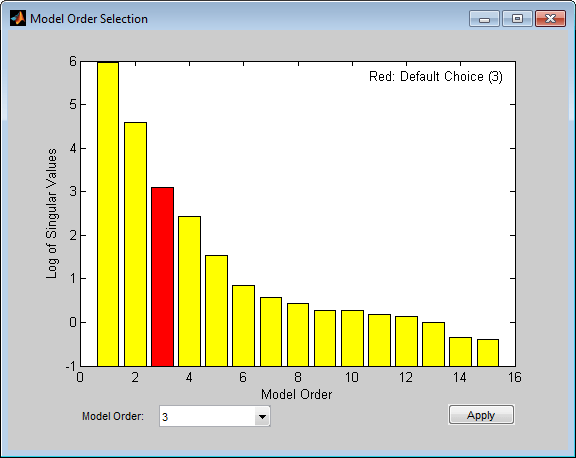 Model Order Selection
Red: Default Choice (3)
6
5
4
3
2
1
0
-1
Log of Singular Values
0 2 4 6 8 10 12 14 16
Model Order
Model Order: 3 Apply